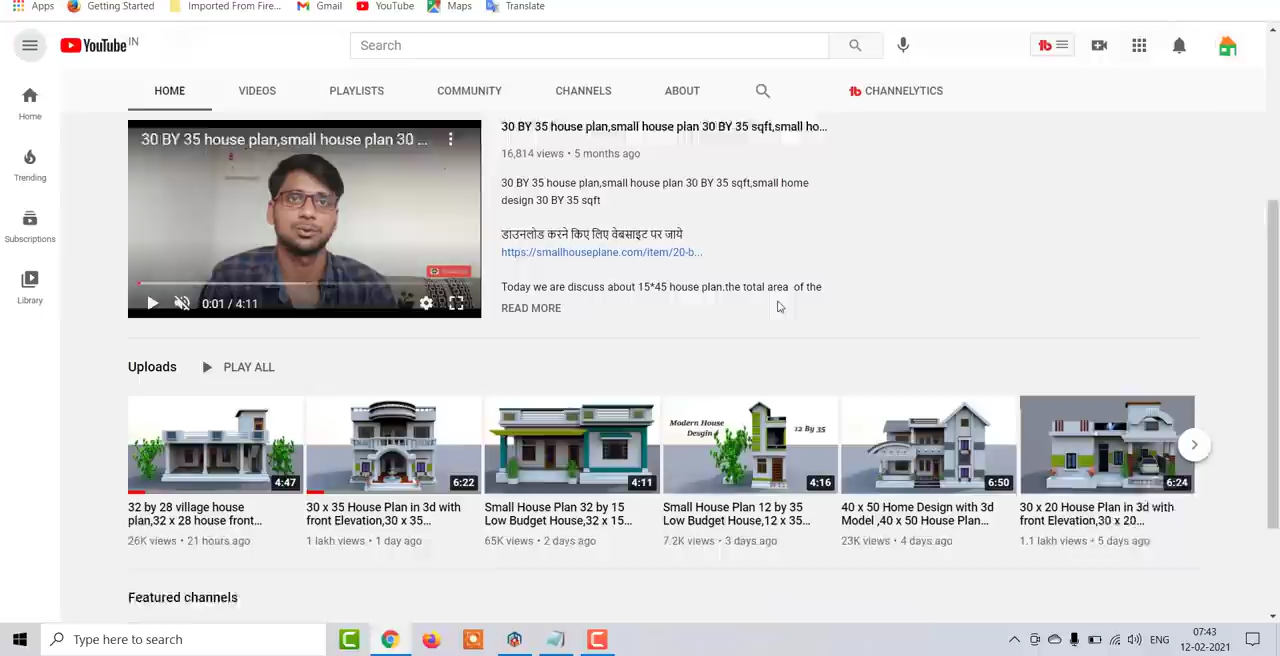 Apps Getting Started Imported From Fire... Gmail YouTube Maps Translate
YouTube IN
Search
Home
Trending
Subscriptions
Library
HOME VIDEOS PLAYLISTS COMMUNITY CHANNELS ABOUT CHANNELYTICS
30 BY 35 house plan,small house plan 30 ...
0:01 / 4:11
30 BY 35 house plan,small house plan 30 BY 35 sqft,small ho...
16,814 views • 5 months ago
30 BY 35 house plan,small house plan 30 BY 35 sqft,small home
design 30 BY 35 sqft
डाउनलोड करने किए लिए वेबसाइट पर जाये
https://smallhouseplane.com/item/20-b...
Today we are discuss about 15*45 house plan.the total area of the
READ MORE
Uploads PLAY ALL
4:47
6:22
4:11
Modern House
Desgin
12 By 35
4:16
6:50
6:24
32 by 28 village house
plan,32 x 28 house front...
26K views • 21 hours ago
30 x 35 House Plan in 3d with
front Elevation,30 x 35...
1 lakh views • 1 day ago
Small House Plan 32 by 15
Low Budget House,32 x 15...
65K views • 2 days ago
Small House Plan 12 by 35
Low Budget House,12 x 35...
7.2K views • 3 days ago
40 x 50 Home Design with 3d
Model ,40 x 50 House Plan...
23K views • 4 days ago
30 x 20 House Plan in 3d with
front Elevation,30 x 20...
1.1 lakh views • 5 days ago
Featured channels
Type here to search
ENG
07:43
12-02-2021